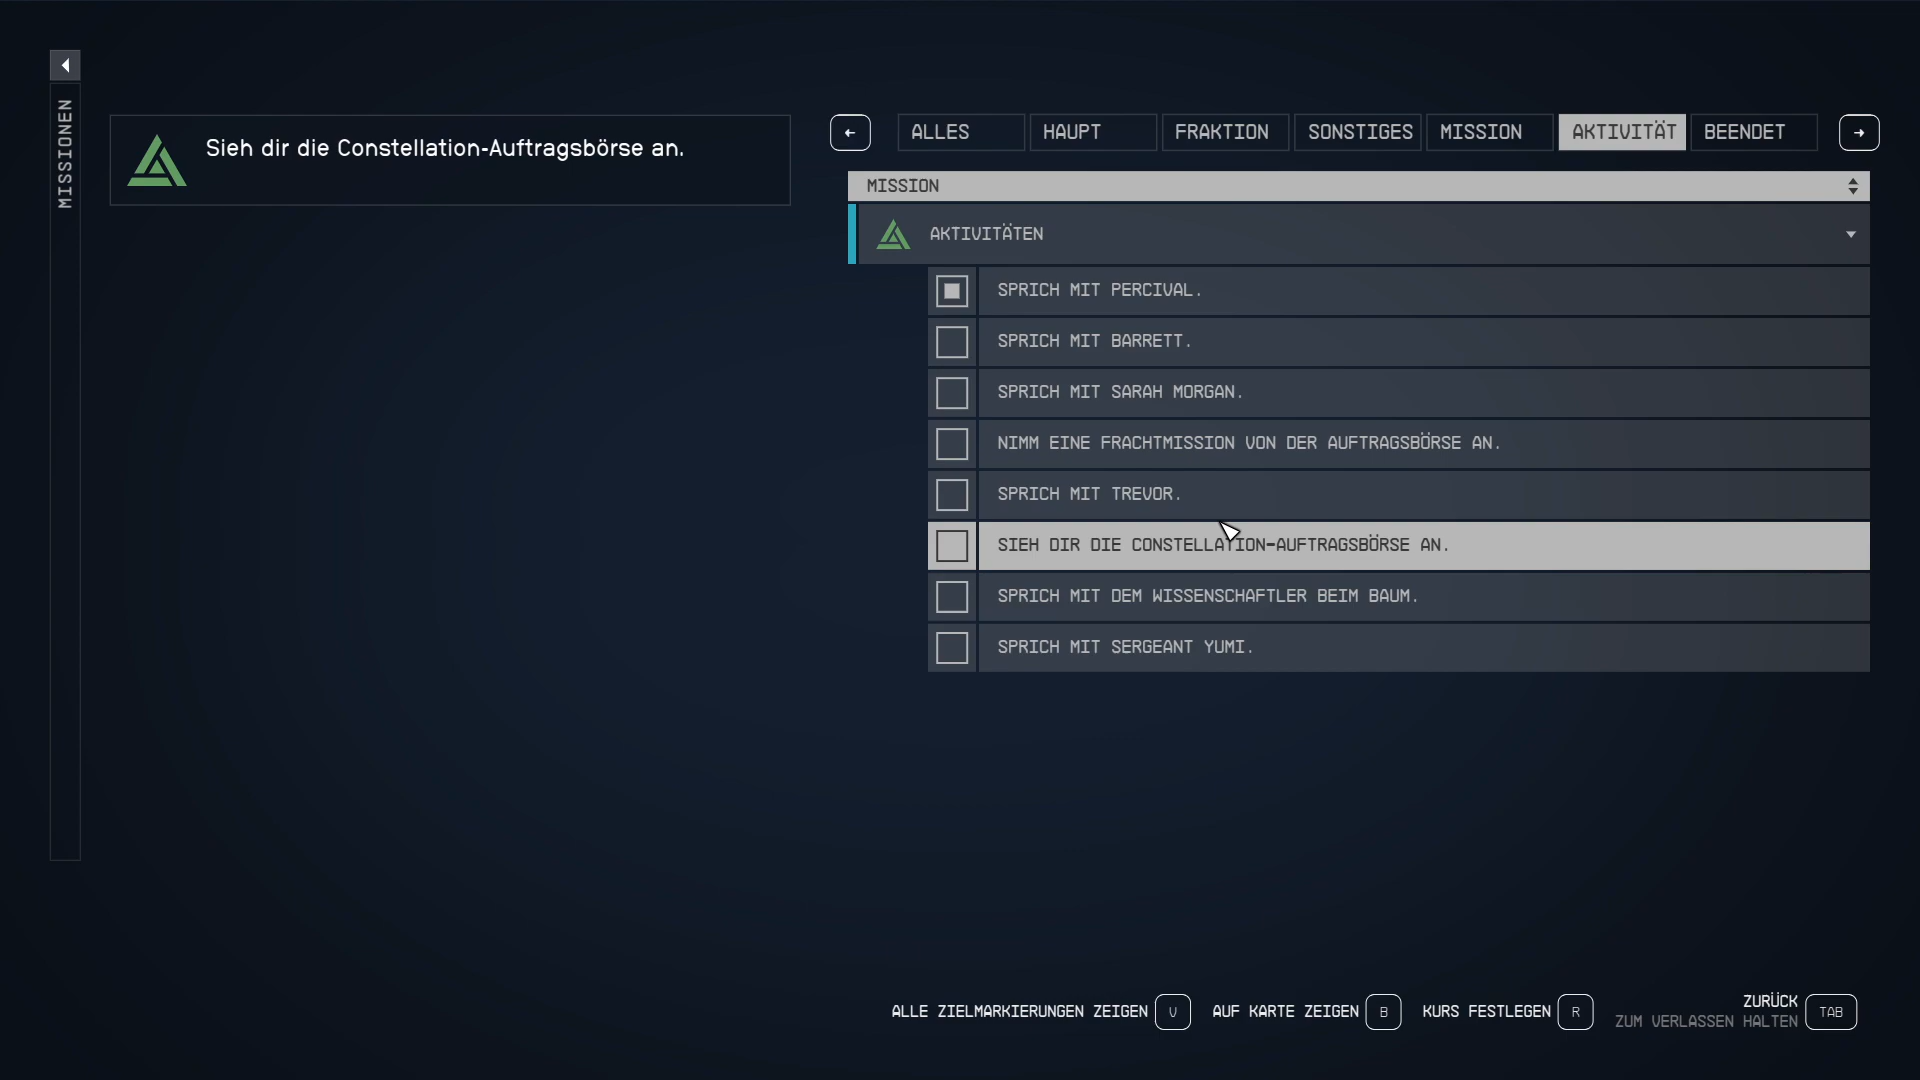 MISSIONEN
Sieh dir die Constellation-Auftragsbörse an.
ALLES HAUPT FRAKTION SONSTIGES MISSION AKTIVITÄT BEENDET
MISSION
AKTIVITÄTEN
SPRICH MIT PERCIVAL.
SPRICH MIT BARRETT.
SPRICH MIT SARAH MORGAN.
NIMM EINE FRACHTMISSION VON DER AUFTRAGSBÖRSE AN.
SPRICH MIT TREVOR.
SIEH DIR DIE CONSTELLATION-AUFTRAGSBÖRSE AN.
SPRICH MIT DEM WISSENSCHAFTLER BEIM BAUM.
SPRICH MIT SERGEANT YUMI.
ALLE ZIELMARKIERUNGEN ZEIGEN V AUF KARTE ZEIGEN B KURS FESTLEGEN R ZURÜCK TAB
ZUM VERLASSEN HALTEN